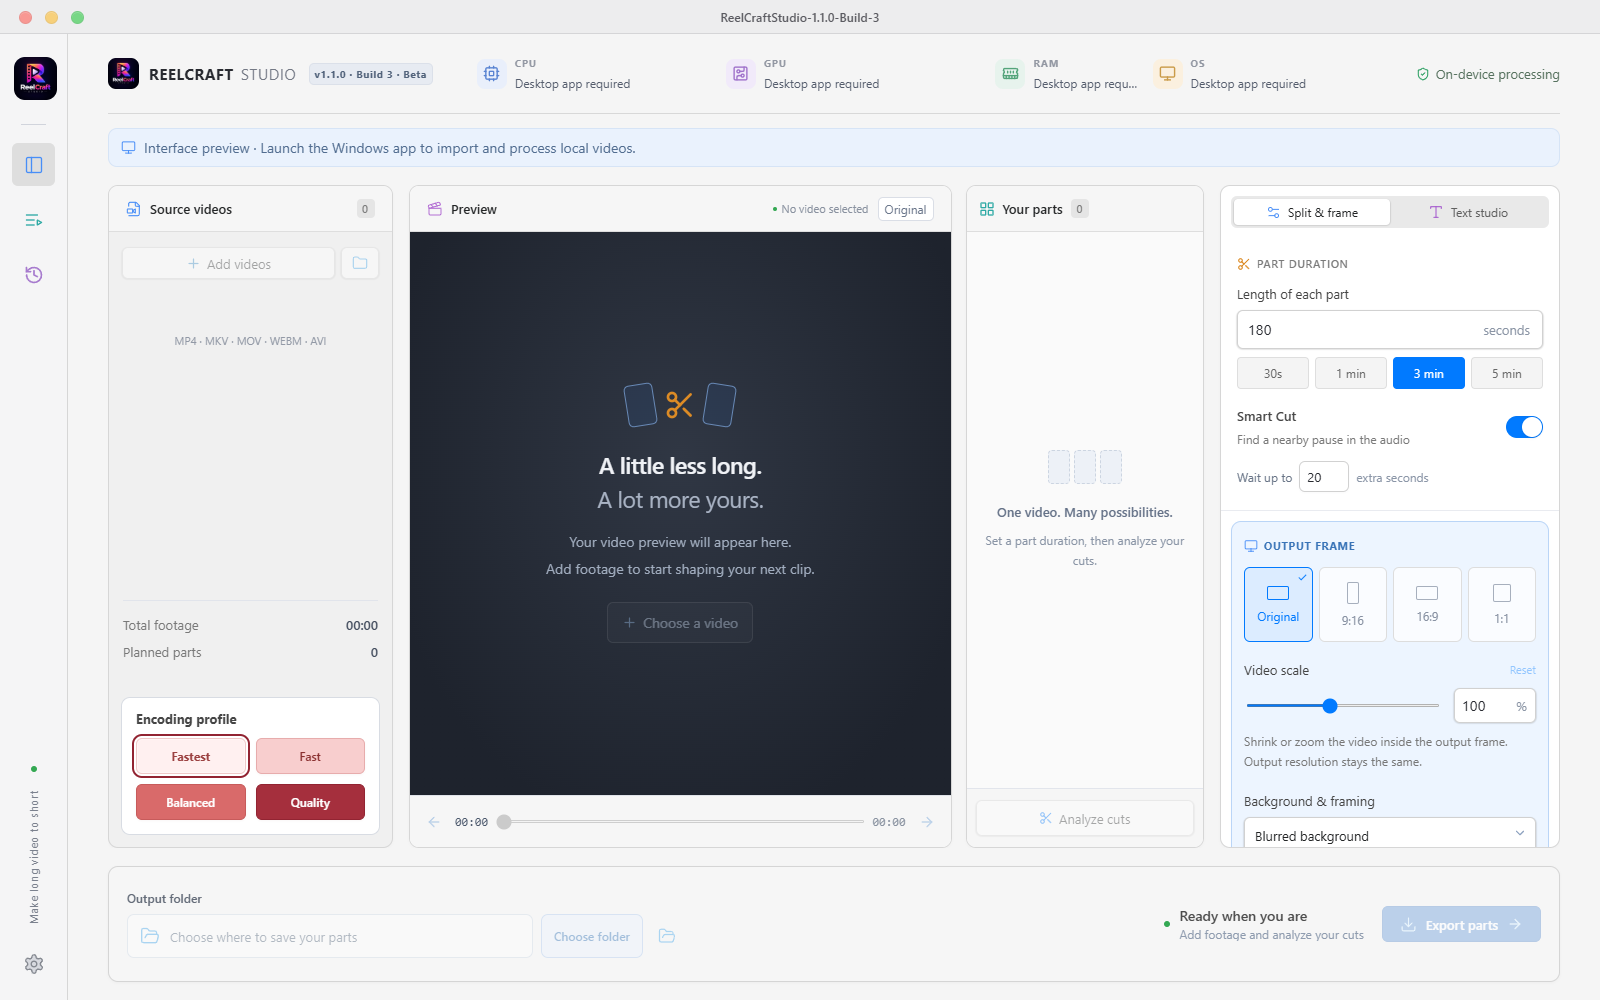 ReelCraftStudio-1.1.0-Build-3
ReelCraft
REELCRAFT STUDIO
v1.1.0 · Build 3 · Beta
CPU
Desktop app required
GPU
Desktop app required
RAM
Desktop app requ...
OS
Desktop app required
On-device processing
Interface preview · Launch the Windows app to import and process local videos.
Source videos
0
Add videos
MP4 · MKV · MOV · WEBM · AVI
Total footage 00:00
Planned parts 0
Encoding profile
Fastest
Fast
Balanced
Quality
Preview
No video selected
Original
A little less long.
A lot more yours.
Your video preview will appear here.
Add footage to start shaping your next clip.
Choose a video
00:00
00:00
Your parts
0
One video. Many possibilities.
Set a part duration, then analyze your
cuts.
Analyze cuts
Split & frame
Text studio
PART DURATION
Length of each part
180 seconds
30s
1 min
3 min
5 min
Smart Cut
Find a nearby pause in the audio
Wait up to 20 extra seconds
OUTPUT FRAME
Original
9:16
16:9
1:1
Video scale
Reset
100 %
Shrink or zoom the video inside the output frame.
Output resolution stays the same.
Background & framing
Blurred background
Make long video to short
Output folder
Choose where to save your parts
Choose folder
Ready when you are
Add footage and analyze your cuts
Export parts